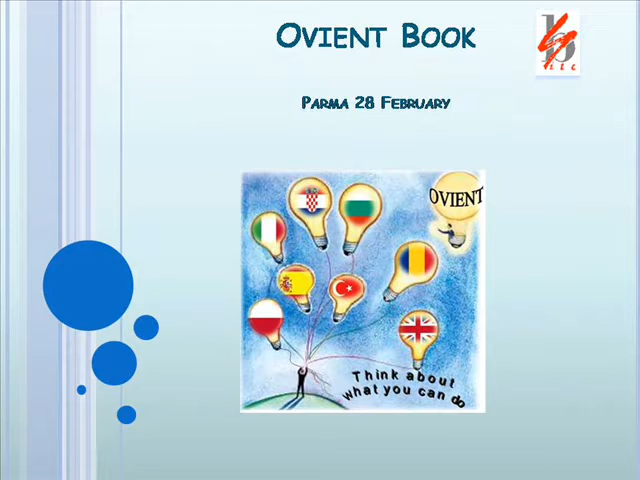 OVIENT BOOK
PARMA 28 FEBRUARY
OVIENT
Think about
what you can do